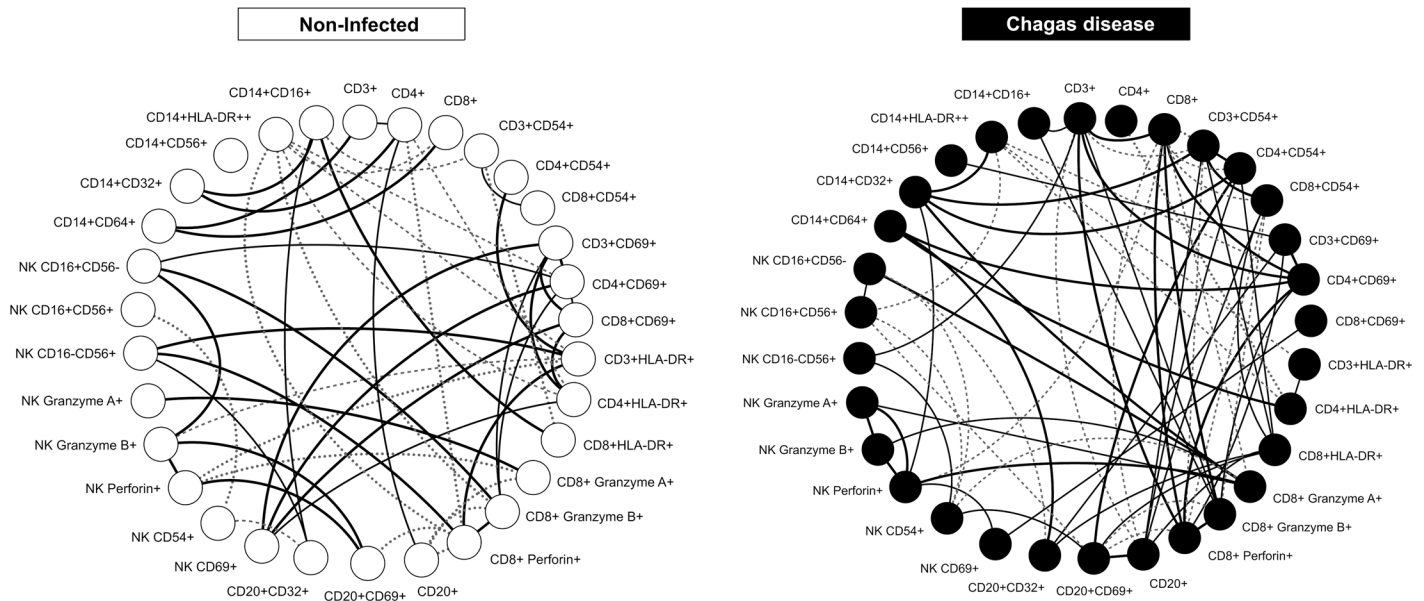 Non-Infected
CD14+CD16+
CD3+
CD4+
CD8+
CD14+HLA-DR++
CD3+CD54+
CD14+CD56+
CD4+CD54+
CD14+CD32+
CD8+CD54+
CD14+CD64+
CD3+CD69+
NK CD16+CD56-
CD4+CD69+
NK CD16+CD56+
CD8+CD69+
NK CD16-CD56+
CD3+HLA-DR+
NK Granzyme A+
CD4+HLA-DR+
NK Granzyme B+
CD8+HLA-DR+
NK Perforin+
CD8+ Granzyme A+
NK CD54+
CD8+ Granzyme B+
NK CD69+
CD8+ Perforin+
CD20+CD32+
CD20+CD69+
CD20+
Chagas disease
CD14+CD16+
CD3+
CD4+
CD8+
CD14+HLA-DR++
CD3+CD54+
CD14+CD56+
CD4+CD54+
CD14+CD32+
CD8+CD54+
CD14+CD64+
CD3+CD69+
NK CD16+CD56-
CD4+CD69+
NK CD16+CD56+
CD8+CD69+
NK CD16-CD56+
CD3+HLA-DR+
NK Granzyme A+
CD4+HLA-DR+
NK Granzyme B+
CD8+HLA-DR+
NK Perforin+
CD8+ Granzyme A+
NK CD54+
CD8+ Granzyme B+
NK CD69+
CD8+ Perforin+
CD20+CD32+
CD20+CD69+
CD20+